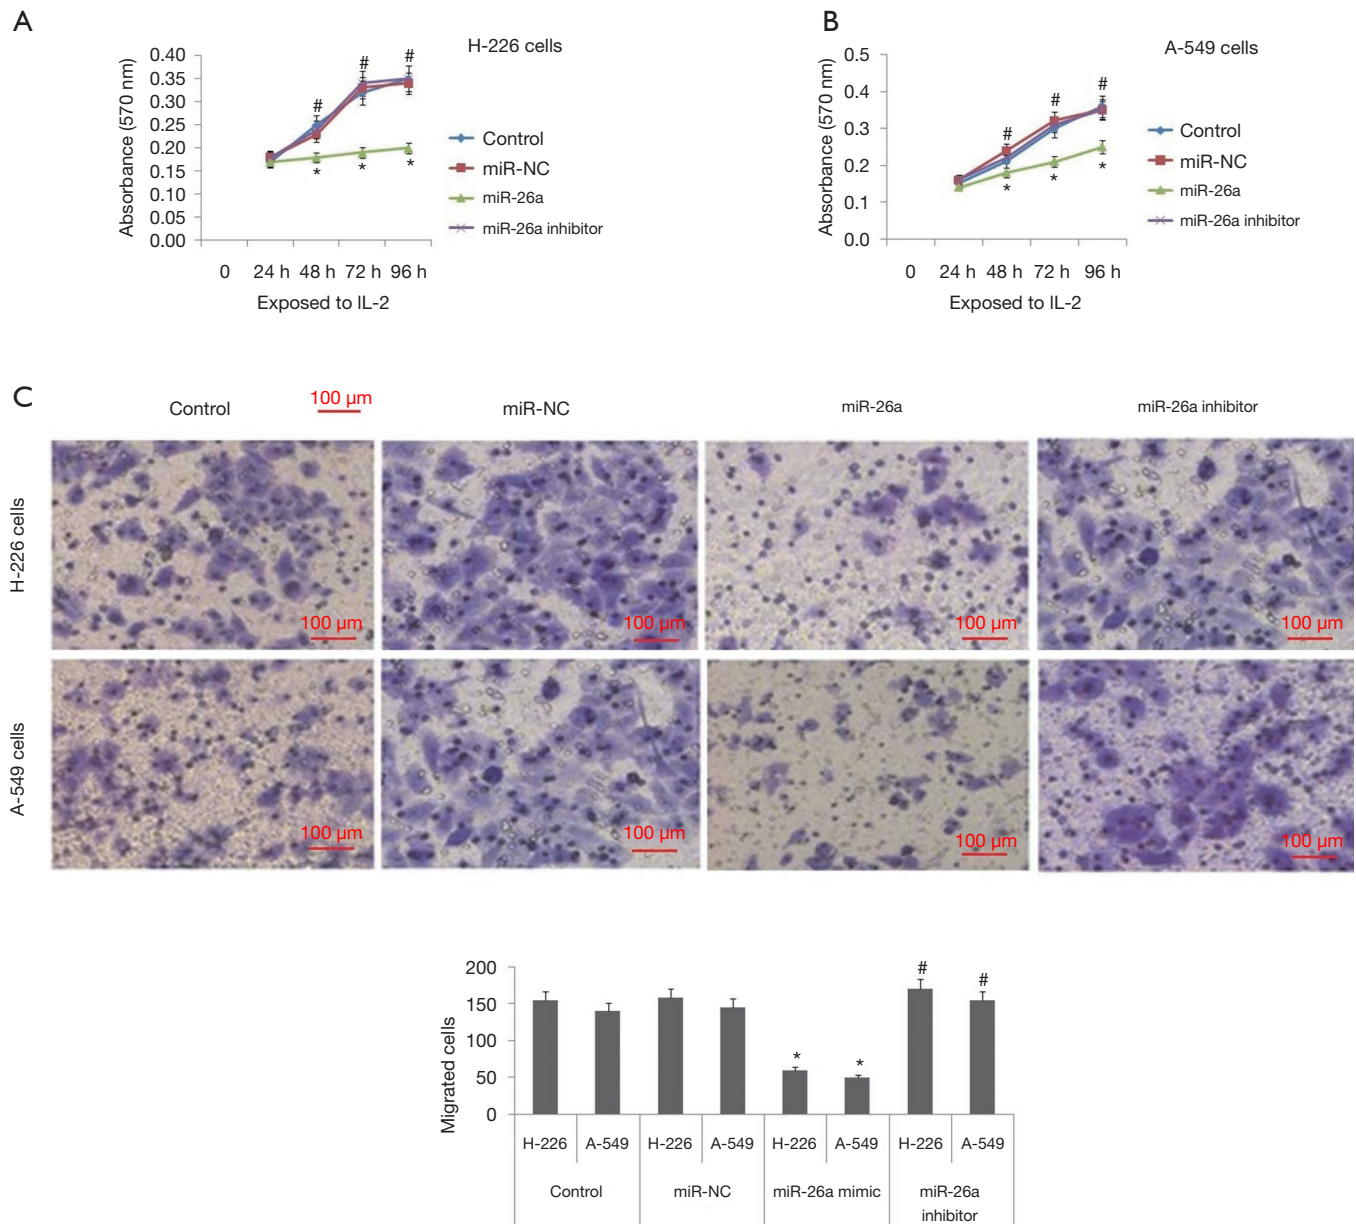 A
H-226 cells
Absorbance (570 nm)
0.40
0.35
0.30
0.25
0.20
0.15
0.10
0.05
0.00
# # #
* * *
0 24 h 48 h 72 h 96 h
Exposed to IL-2
Control
miR-NC
miR-26a
miR-26a inhibitor
B
A-549 cells
Absorbance (570 nm)
0.5
0.4
0.3
0.2
0.1
0.0
# # #
* * *
0 24 h 48 h 72 h 96 h
Exposed to IL-2
Control
miR-NC
miR-26a
miR-26a inhibitor
C
Control 100 µm miR-NC miR-26a miR-26a inhibitor
H-226 cells
100 µm 100 µm 100 µm 100 µm
A-549 cells
100 µm 100 µm 100 µm 100 µm
Migrated cells
200
150
100
50
0
* * # #
H-226 A-549 H-226 A-549 H-226 A-549 H-226 A-549
Control miR-NC miR-26a mimic miR-26a
inhibitor